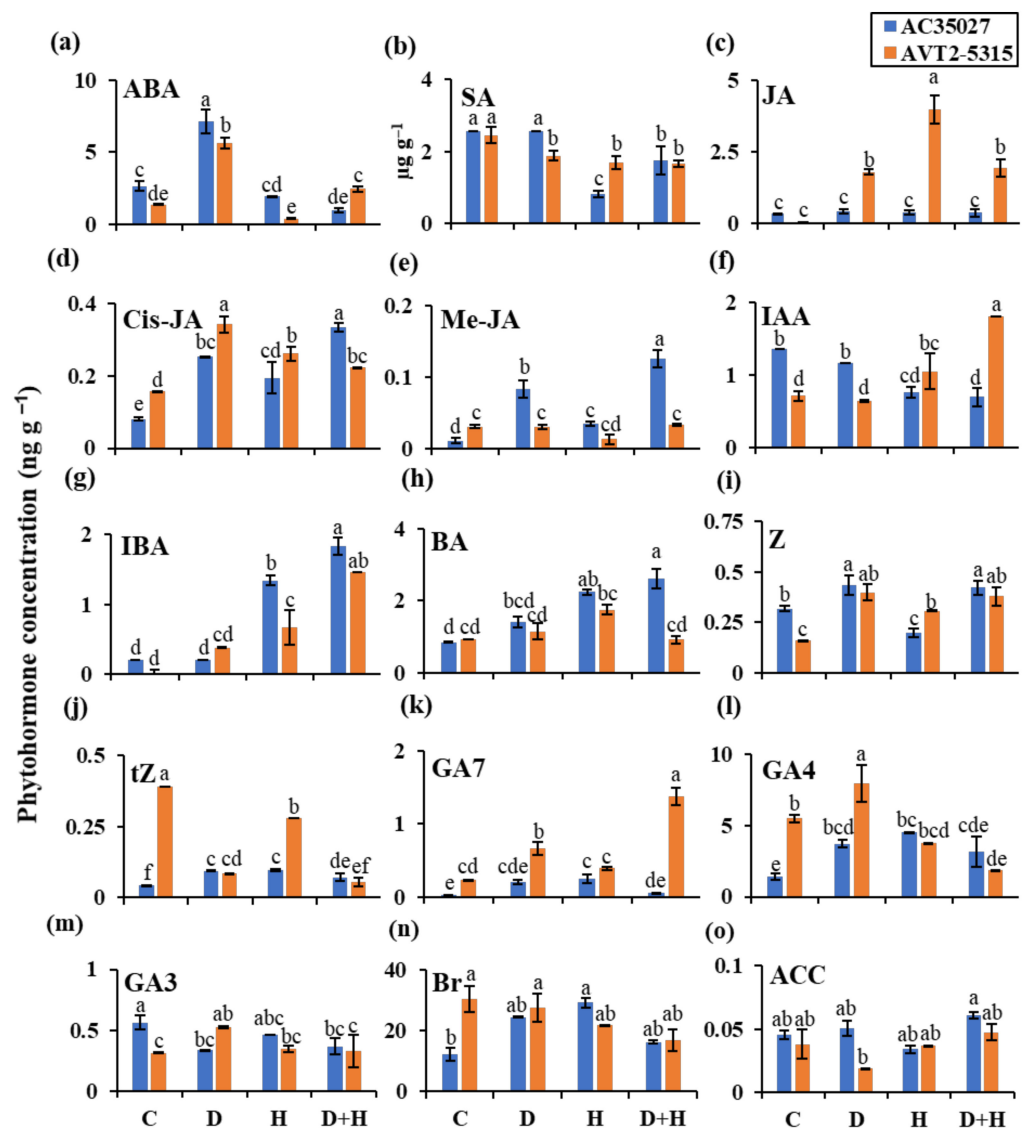 AC35027
AVT2-5315
Phytohormone concentration (ng g ⁻¹)
(a)
ABA
10
5
0
c de a b cd e de c
(b)
SA
µg g⁻¹
4
2
0
a a a b c b b b
(c)
JA
5
2.5
0
c c c b c a c b
(d)
Cis-JA
0.4
0.2
0
e c bc a cd b a bc
(e)
Me-JA
0.2
0.1
0
d c b c c cd a c
(f)
IAA
2
1
0
b d b d cd bc d a
(g)
IBA
2
1
0
d d d cd b c a ab
(h)
BA
4
2
0
d cd bcd cd ab bc a cd
(i)
Z
0.75
0.5
0.25
0
b c a ab c b a ab
(j)
tZ
0.5
0.25
0
f a c cd c b de ef
(k)
GA7
2
1
0
e cd cde b c c de a
(l)
GA4
10
5
0
e b bcd a bc bcd cde de
(m)
GA3
1
0.5
0
a c bc ab abc bc bc c
C D H D+H
(n)
Br
40
20
0
b a ab a a ab ab ab
C D H D+H
(o)
ACC
0.1
0.05
0
ab ab ab b ab ab a ab
C D H D+H